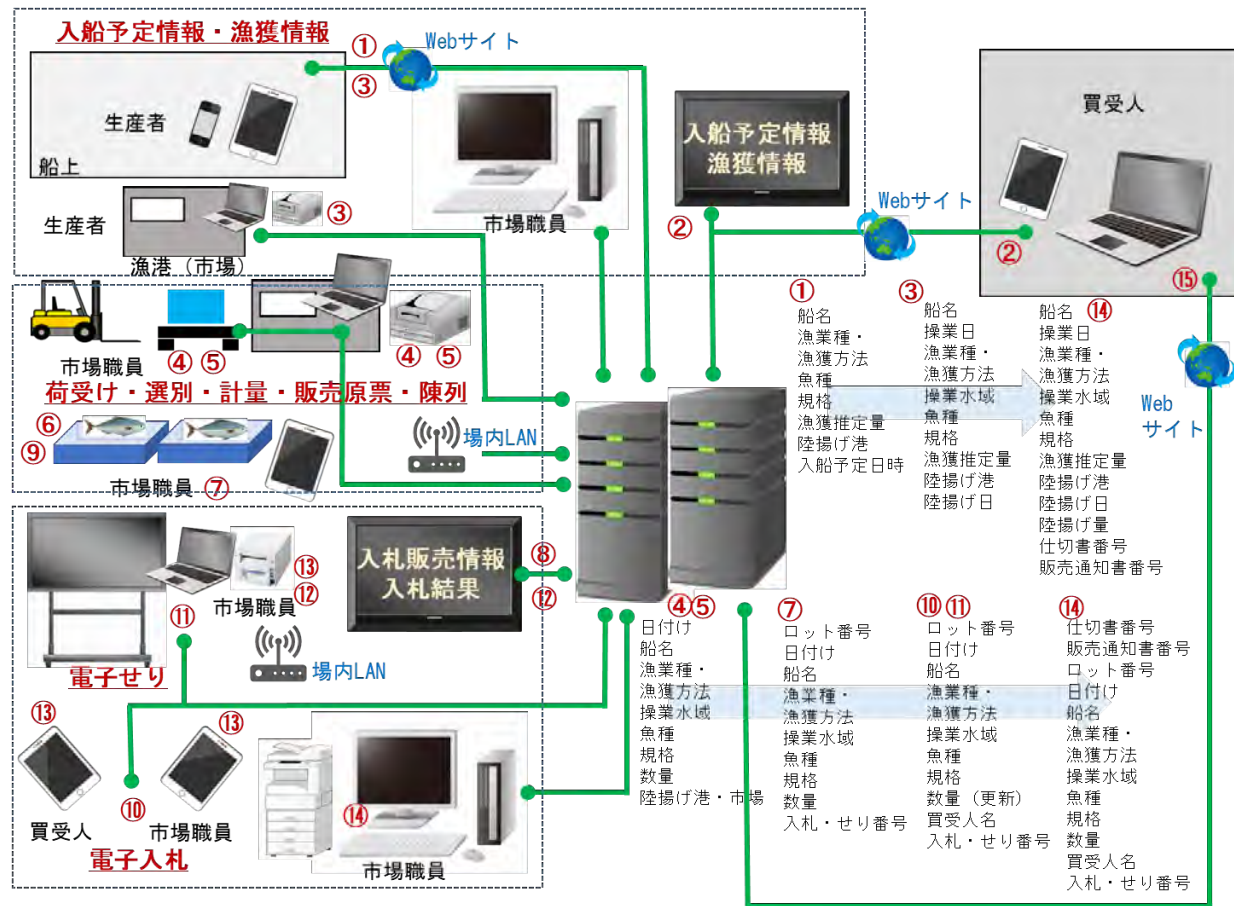 入船予定情報・漁獲情報
①
Webサイト
③
生産者
船上
生産者
③
漁港（市場）
市場職員
入船予定情報
漁獲情報
②
Webサイト
買受人
②
⑮
Web
サイト
市場職員
④ ⑤
④ ⑤
荷受け・選別・計量・販売原票・陳列
⑥
⑨
市場職員 ⑦
場内LAN
入札販売情報
入札結果
⑧
⑫
⑬
⑫
市場職員
⑪
電子せり
場内LAN
⑬
⑬
⑩
買受人
市場職員
電子入札
⑭
市場職員
①
船名
漁業種・
漁獲方法
魚種
規格
漁獲推定量
陸揚げ港
入船予定日時
③
船名
操業日
漁業種・
漁獲方法
操業水域
魚種
規格
漁獲推定量
陸揚げ港
陸揚げ日
船名 ⑭
操業日
漁業種・
漁獲方法
操業水域
魚種
規格
漁獲推定量
陸揚げ港
陸揚げ日
陸揚げ量
仕切書番号
販売通知書番号
④⑤
日付け
船名
漁業種・
漁獲方法
操業水域
魚種
規格
数量
陸揚げ港・市場
⑦
ロット番号
日付け
船名
漁業種・
漁獲方法
操業水域
魚種
規格
数量
入札・せり番号
⑩ ⑪
ロット番号
日付け
船名
漁業種・
漁獲方法
操業水域
魚種
規格
数量（更新）
買受人名
入札・せり番号
⑭
仕切書番号
販売通知書番号
ロット番号
日付け
船名
漁業種・
漁獲方法
操業水域
魚種
規格
数量
買受人名
入札・せり番号